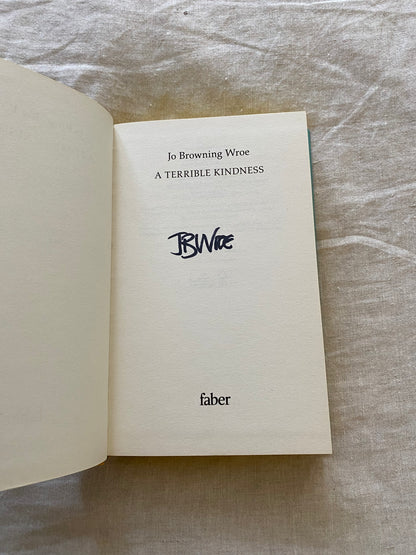 Jo Browning Wroe
A TERRIBLE KINDNESS
JBWroe
faber